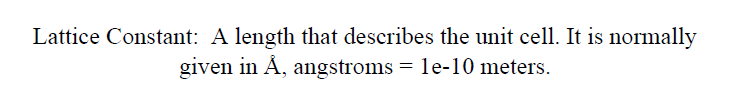 Lattice Constant:  A length that describes the unit cell. It is normally
given in Å, angstroms = 1e-10 meters.